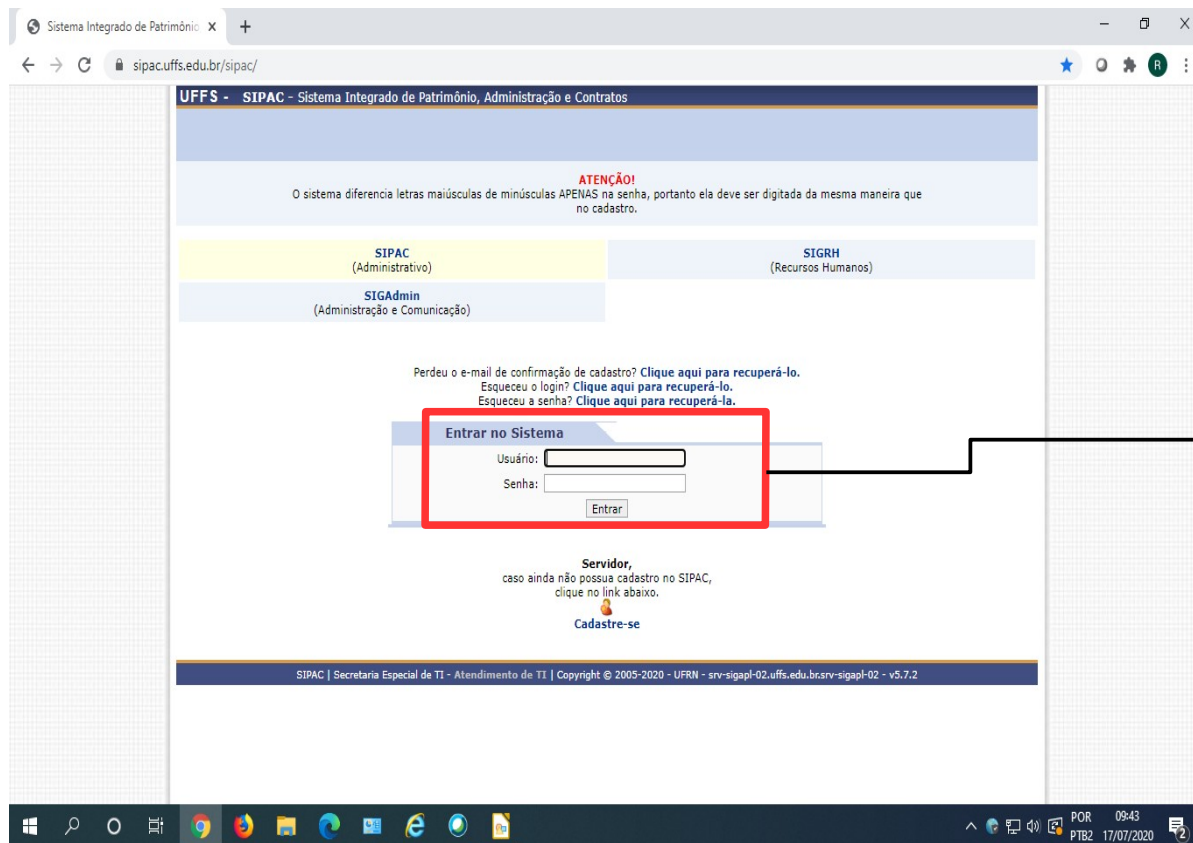 Sistema Integrado de Patrimônio
sipac.uffs.edu.br/sipac/
R
UFFS - SIPAC - Sistema Integrado de Patrimônio, Administração e Contratos
ATENÇÃO!
O sistema diferencia letras maiúsculas de minúsculas APENAS na senha, portanto ela deve ser digitada da mesma maneira que
no cadastro.
SIPAC
(Administrativo)
SIGRH
(Recursos Humanos)
SIGAdmin
(Administração e Comunicação)
Perdeu o e-mail de confirmação de cadastro? Clique aqui para recuperá-lo.
Esqueceu o login? Clique aqui para recuperá-lo.
Esqueceu a senha? Clique aqui para recuperá-la.
Entrar no Sistema
Usuário:
Senha:
Entrar
Servidor,
caso ainda não possua cadastro no SIPAC,
clique no link abaixo.
Cadastre-se
SIPAC | Secretaria Especial de TI - Atendimento de TI | Copyright © 2005-2020 - UFRN - srv-sigapl-02.uffs.edu.br.srv-sigapl-02 - v5.7.2
POR 09:43
PTB2 17/07/2020
2